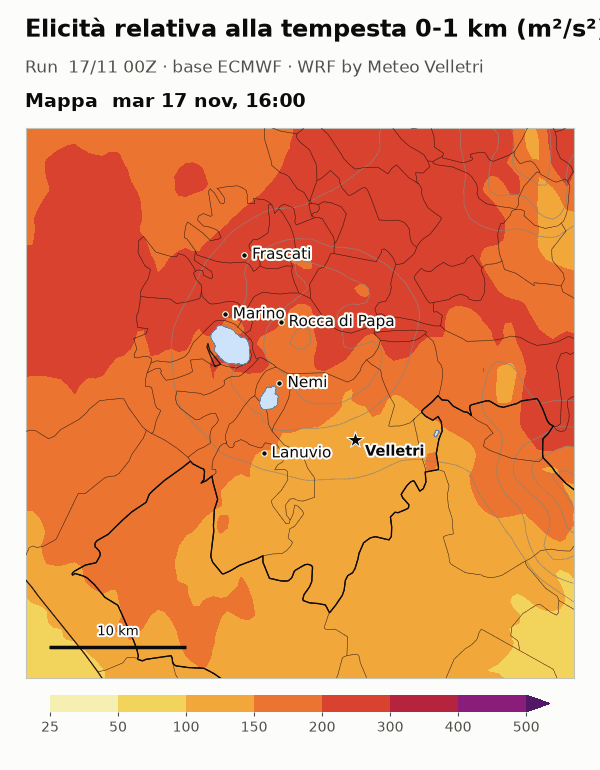 Elicità relativa alla tempesta 0-1 km (m²/s²)
Run  17/11 00Z · base ECMWF · WRF by Meteo Velletri
Mappa  mar 17 nov, 16:00
Frascati
Marino
Rocca di Papa
Nemi
Velletri
Lanuvio
10 km
25 50 100 150 200 300 400 500